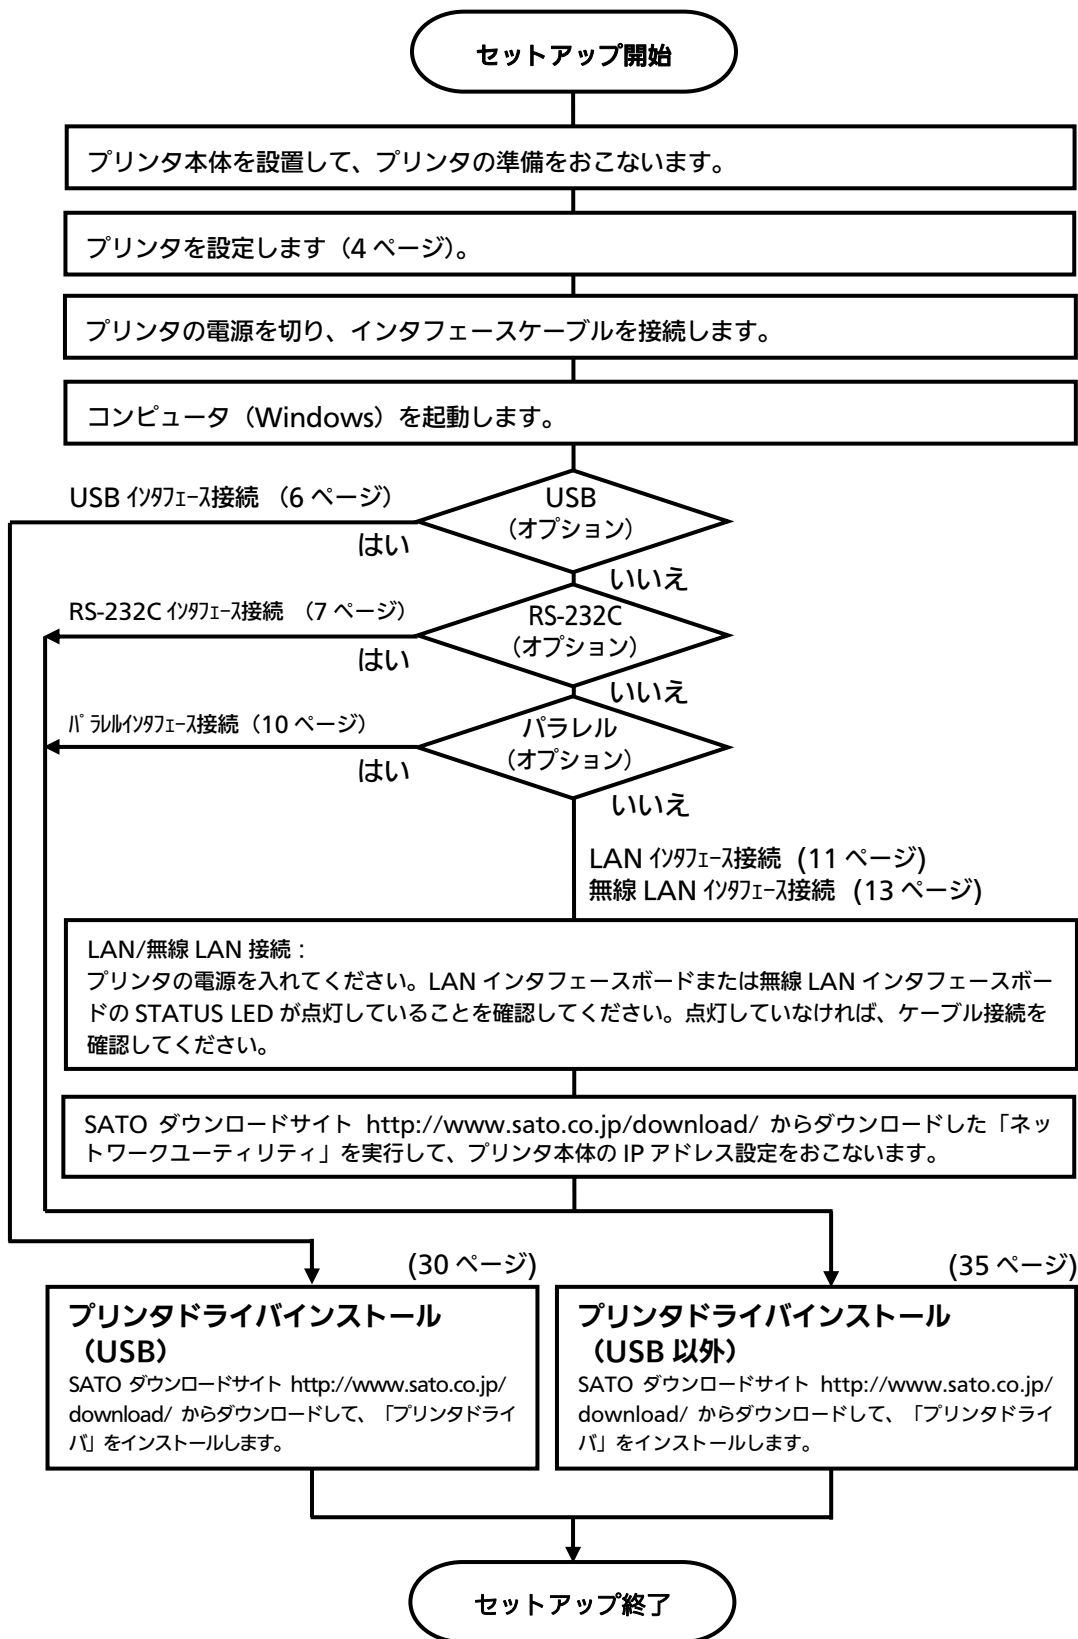 セットアップ開始
プリンタ本体を設置して、プリンタの準備をおこないます。
プリンタを設定します（4 ページ）。
プリンタの電源を切り、インタフェースケーブルを接続します。
コンピュータ（Windows）を起動します。
USB ｲﾝﾀﾌｪｰｽ接続 （6 ページ）
USB
（オプション）
はい
いいえ
RS-232C ｲﾝﾀﾌｪｰｽ接続 （7 ページ）
RS-232C
（オプション）
はい
いいえ
ﾊﾟﾗﾚﾙｲﾝﾀﾌｪｰｽ接続（10 ページ）
パラレル
（オプション）
はい
いいえ
LAN ｲﾝﾀﾌｪｰｽ接続 (11 ページ)
無線 LAN ｲﾝﾀﾌｪｰｽ接続 (13 ページ)
LAN/無線 LAN 接続：
プリンタの電源を入れてください。LAN インタフェースボードまたは無線 LAN インタフェースボー
ドの STATUS LED が点灯していることを確認してください。点灯していなければ、ケーブル接続を
確認してください。
SATO ダウンロードサイト http://www.sato.co.jp/download/ からダウンロードした「ネッ
トワークユーティリティ」を実行して、プリンタ本体の IP アドレス設定をおこないます。
(30 ページ)
プリンタドライバインストール
（USB）
SATO ダウンロードサイト http://www.sato.co.jp/
download/ からダウンロードして、「プリンタドライ
バ」をインストールします。
(35 ページ)
プリンタドライバインストール
（USB 以外）
SATO ダウンロードサイト http://www.sato.co.jp/
download/ からダウンロードして、「プリンタドライ
バ」をインストールします。
セットアップ終了